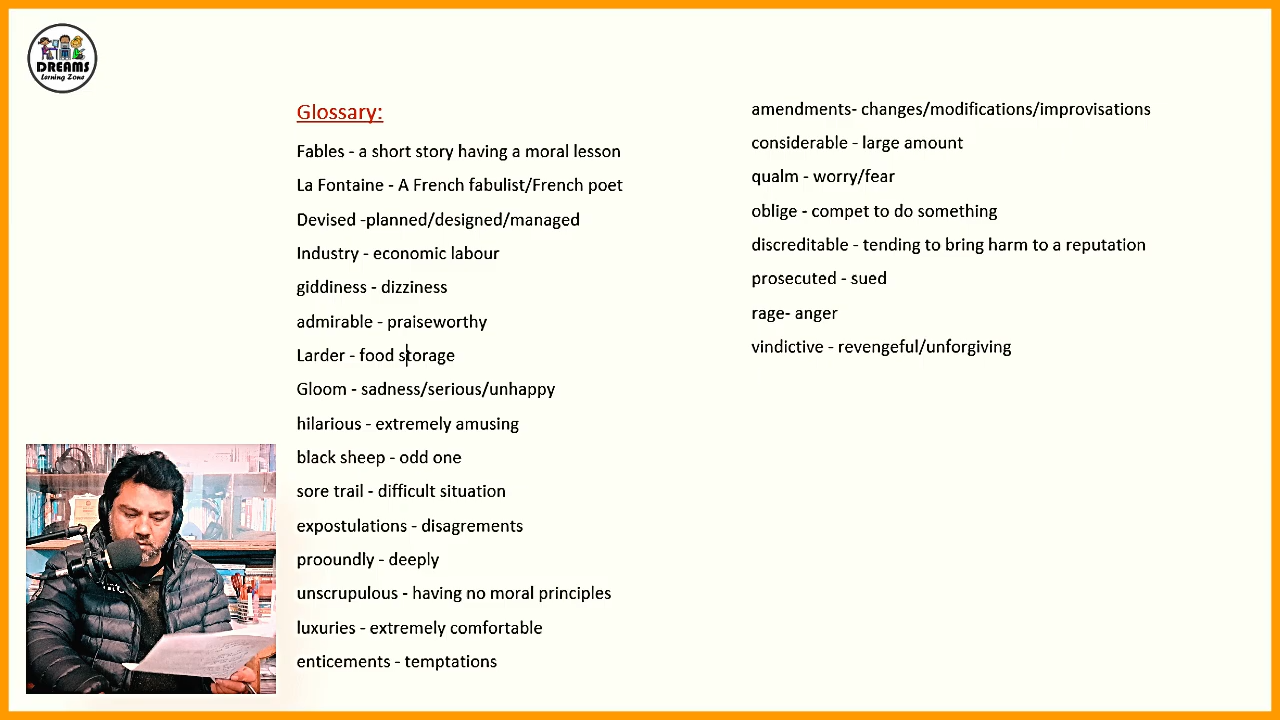 DREAMS
Lerning Zone
Glossary:
Fables - a short story having a moral lesson
La Fontaine - A French fabulist/French poet
Devised -planned/designed/managed
Industry - economic labour
giddiness - dizziness
admirable - praiseworthy
Larder - food storage
Gloom - sadness/serious/unhappy
hilarious - extremely amusing
black sheep - odd one
sore trail - difficult situation
expostulations - disagrements
prooundly - deeply
unscrupulous - having no moral principles
luxuries - extremely comfortable
enticements - temptations
amendments- changes/modifications/improvisations
considerable - large amount
qualm - worry/fear
oblige - compet to do something
discreditable - tending to bring harm to a reputation
prosecuted - sued
rage- anger
vindictive - revengeful/unforgiving